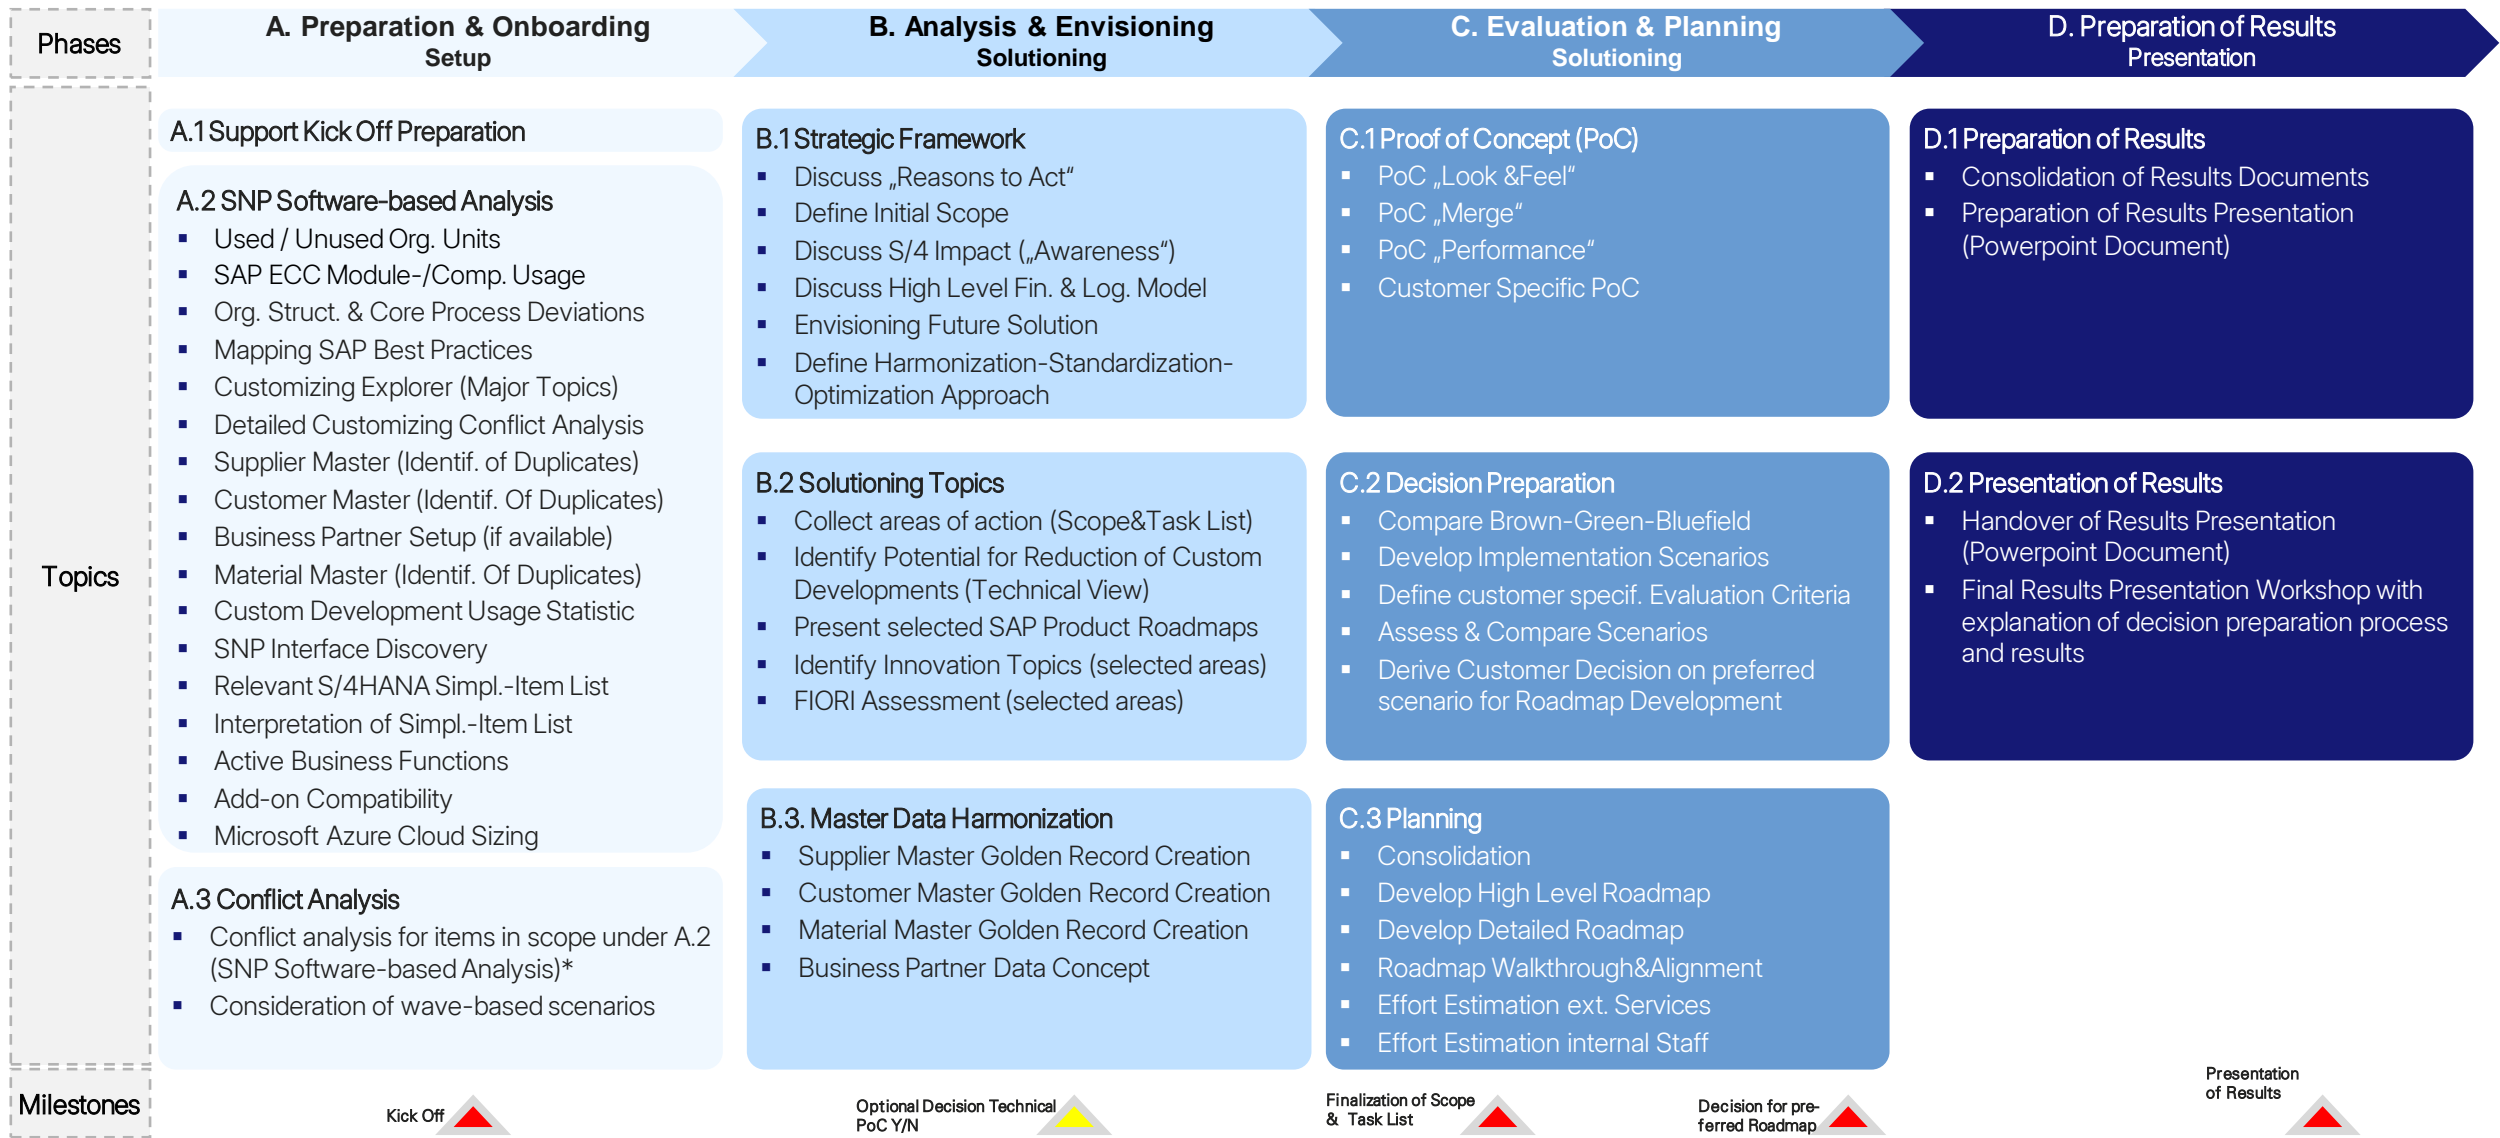 Phases
A. Preparation & Onboarding
Setup
B. Analysis & Envisioning
Solutioning
C. Evaluation & Planning
Solutioning
D. Preparation of Results
Presentation
Topics
A.1 Support Kick Off Preparation
A.2 SNP Software-based Analysis
▪ Used / Unused Org. Units
▪ SAP ECC Module-/Comp. Usage
▪ Org. Struct. & Core Process Deviations
▪ Mapping SAP Best Practices
▪ Customizing Explorer (Major Topics)
▪ Detailed Customizing Conflict Analysis
▪ Supplier Master (Identif. of Duplicates)
▪ Customer Master (Identif. Of Duplicates)
▪ Business Partner Setup (if available)
▪ Material Master (Identif. Of Duplicates)
▪ Custom Development Usage Statistic
▪ SNP Interface Discovery
▪ Relevant S/4HANA Simpl.-Item List
▪ Interpretation of Simpl.-Item List
▪ Active Business Functions
▪ Add-on Compatibility
▪ Microsoft Azure Cloud Sizing
A.3 Conflict Analysis
▪ Conflict analysis for items in scope under A.2
(SNP Software-based Analysis)*
▪ Consideration of wave-based scenarios
B.1 Strategic Framework
▪ Discuss „Reasons to Act“
▪ Define Initial Scope
▪ Discuss S/4 Impact („Awareness“)
▪ Discuss High Level Fin. & Log. Model
▪ Envisioning Future Solution
▪ Define Harmonization-Standardization-
Optimization Approach
B.2 Solutioning Topics
▪ Collect areas of action (Scope&Task List)
▪ Identify Potential for Reduction of Custom
Developments (Technical View)
▪ Present selected SAP Product Roadmaps
▪ Identify Innovation Topics (selected areas)
▪ FIORI Assessment (selected areas)
B.3. Master Data Harmonization
▪ Supplier Master Golden Record Creation
▪ Customer Master Golden Record Creation
▪ Material Master Golden Record Creation
▪ Business Partner Data Concept
C.1 Proof of Concept (PoC)
▪ PoC „Look &Feel“
▪ PoC „Merge“
▪ PoC „Performance“
▪ Customer Specific PoC
C.2 Decision Preparation
▪ Compare Brown-Green-Bluefield
▪ Develop Implementation Scenarios
▪ Define customer specif. Evaluation Criteria
▪ Assess & Compare Scenarios
▪ Derive Customer Decision on preferred
scenario for Roadmap Development
C.3 Planning
▪ Consolidation
▪ Develop High Level Roadmap
▪ Develop Detailed Roadmap
▪ Roadmap Walkthrough&Alignment
▪ Effort Estimation ext. Services
▪ Effort Estimation internal Staff
D.1 Preparation of Results
▪ Consolidation of Results Documents
▪ Preparation of Results Presentation
(Powerpoint Document)
D.2 Presentation of Results
▪ Handover of Results Presentation
(Powerpoint Document)
▪ Final Results Presentation Workshop with
explanation of decision preparation process
and results
Milestones
Kick Off
Optional Decision Technical
PoC Y/N
Finalization of Scope
& Task List
Decision for pre-
ferred Roadmap
Presentation
of Results